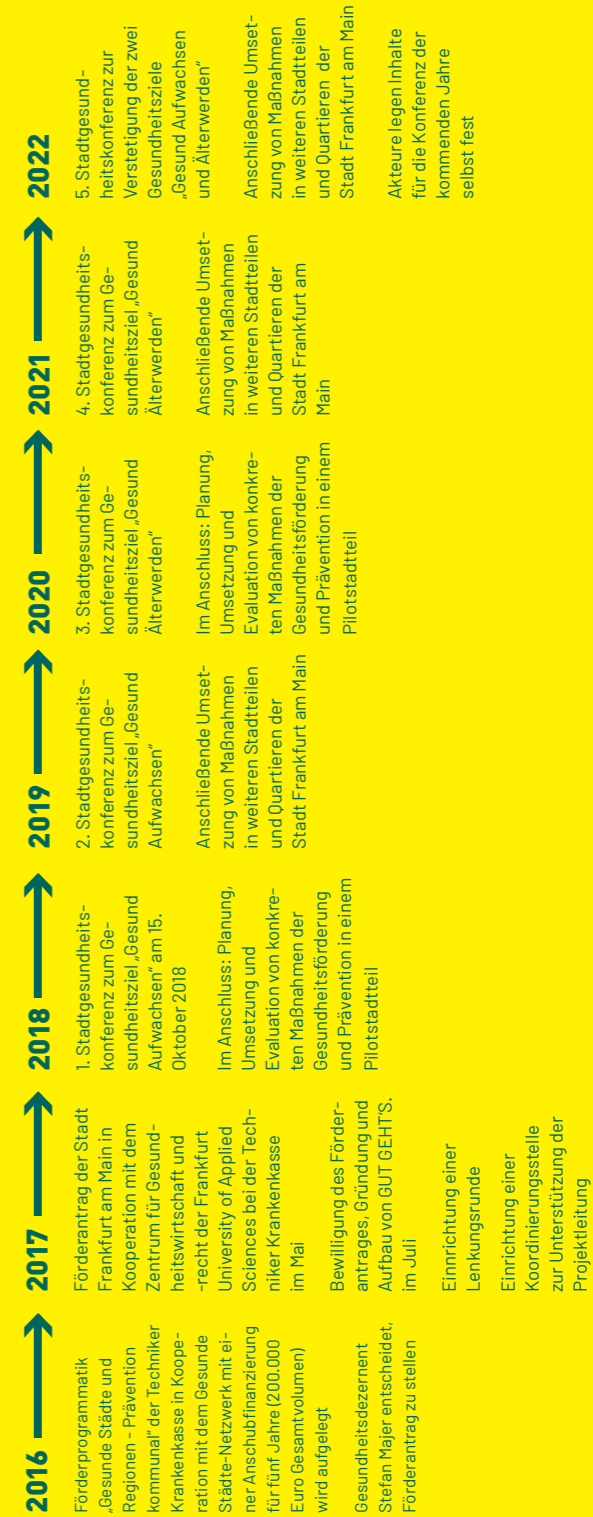 2016
Förderprogrammatik
„Gesunde Städte und
Regionen – Prävention
kommunal“ der Techniker
Krankenkasse in Koope-
ration mit dem Gesunde
Städte-Netzwerk mit ei-
ner Anschubfinanzierung
für fünf Jahre (200.000
Euro Gesamtvolumen)
wird aufgelegt
Gesundheitsdezernent
Stefan Majer entscheidet,
Förderantrag zu stellen
2017
Förderantrag der Stadt
Frankfurt am Main in
Kooperation mit dem
Zentrum für Gesund-
heitswirtschaft und
-recht der Frankfurt
University of Applied
Sciences bei der Tech-
niker Krankenkasse
im Mai
Bewilligung des Förder-
antrages, Gründung und
Aufbau von GUT GEHT’S.
im Juli
Einnrichtung einer
Lenkungsrunde
Einrichtung einer
Koordinierungsstelle
zur Unterstützung der
Projektleitung
2018
1. Stadtgesundheits-
konferenz zum Ge-
sundheitsziel „Gesund
Aufwachsen“ am 15.
Oktober 2018
Im Anschluss: Planung,
Umsetzung und
Evaluation von konkre-
ten Maßnahmen der
Gesundheitsförderung
und Prävention in einem
Pilotstadtteil
2019
2. Stadtgesundheits-
konferenz zum Ge-
sundheitsziel „Gesund
Aufwachsen“
Anschließende Umset-
zung von Maßnahmen
in weiteren Stadtteilen
und Quartieren der
Stadt Frankfurt am Main
2020
3. Stadtgesundheits-
konferenz zum Ge-
sundheitsziel „Gesund
Älterwerden“
Im Anschluss: Planung,
Umsetzung und
Evaluation von konkre-
ten Maßnahmen der
Gesundheitsförderung
und Prävention in einem
Pilotstadtteil
2021
4. Stadtgesundheits-
konferenz zum Ge-
sundheitsziel „Gesund
Älterwerden“
Anschließende Umset-
zung von Maßnahmen
in weiteren Stadtteilen
und Quartieren der
Stadt Frankfurt am
Main
2022
5. Stadtgesund-
heitskonferenz zur
Verstetigung der zwei
Gesundheitsziele
„Gesund Aufwachsen
und Älterwerden“
Anschließende Umset-
zung von Maßnahmen
in weiteren Stadtteilen
und Quartieren der
Stadt Frankfurt am Main
Akteure legen Inhalte
für die Konferenz der
kommenden Jahre
selbst fest